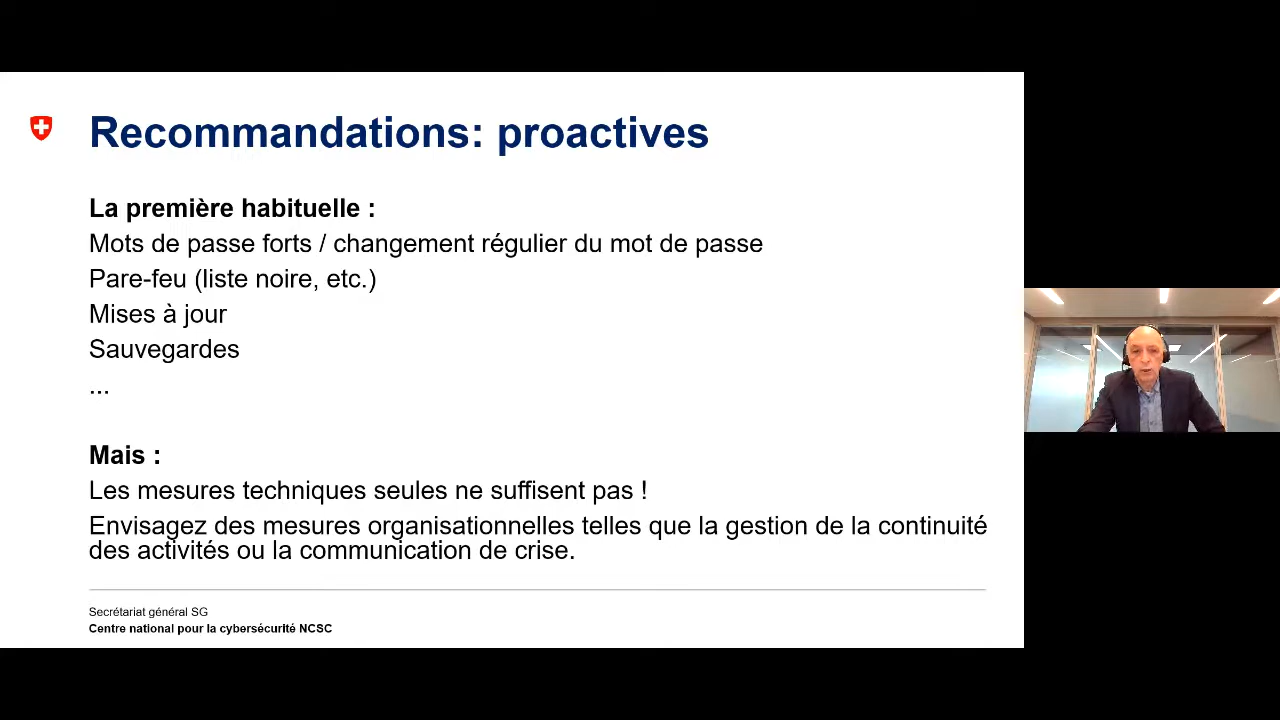 Recommandations: proactives
La première habituelle :
Mots de passe forts / changement régulier du mot de passe
Pare-feu (liste noire, etc.)
Mises à jour
Sauvegardes
...
Mais :
Les mesures techniques seules ne suffisent pas !
Envisagez des mesures organisationnelles telles que la gestion de la continuité
des activités ou la communication de crise.
Secrétariat général SG
Centre national pour la cybersécurité NCSC